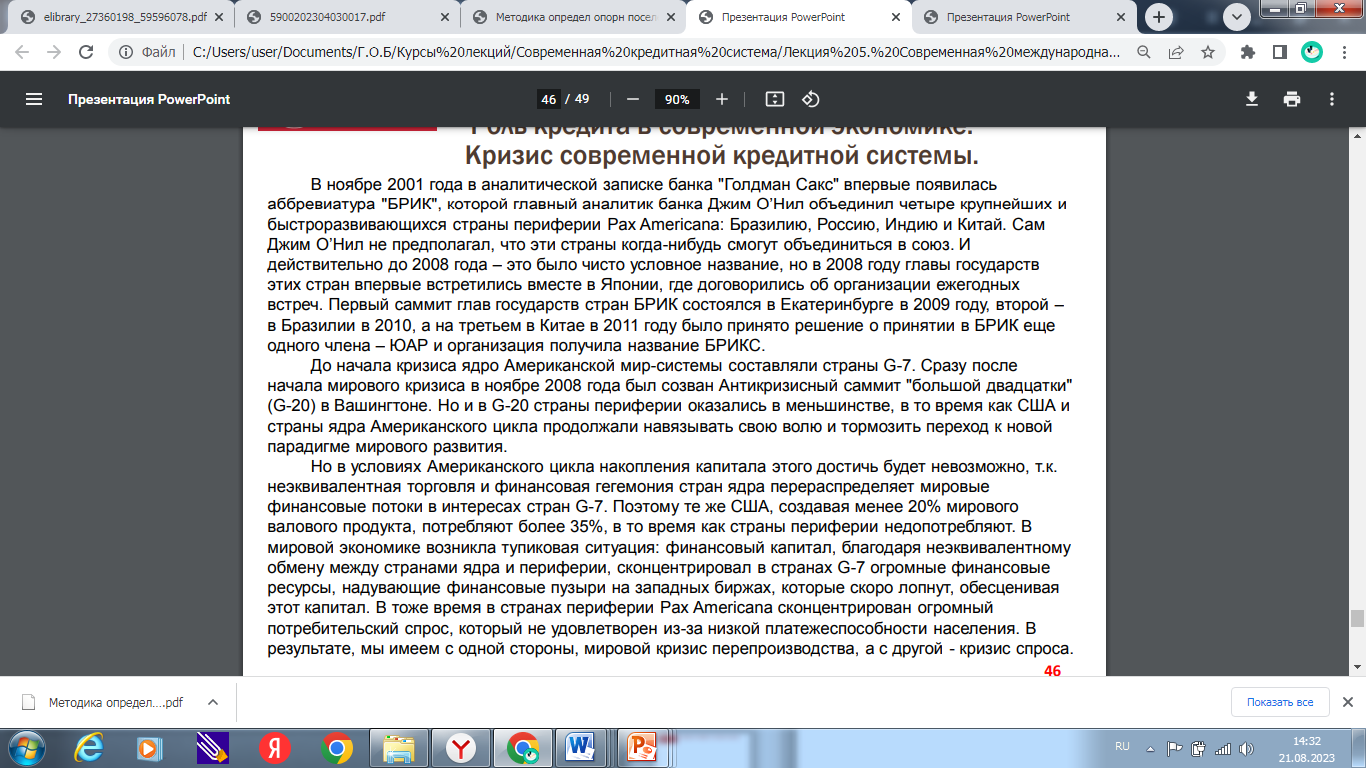 elibrary_27360198_59596078.pdf
5900202304030017.pdf
Методика определ опорн посел
Презентация PowerPoint
Презентация PowerPoint
Файл
C:/Users/user/Documents/Г.О.Б/Курсы%20лекций/Современная%20кредитная%20система/Лекция%205.%20Современная%20международна...
Презентация PowerPoint
46 / 49
90%
Роль кредита в современной экономике.
Кризис современной кредитной системы.
В ноябре 2001 года в аналитической записке банка "Голдман Сакс" впервые появилась
аббревиатура "БРИК", которой главный аналитик банка Джим О’Нил объединил четыре крупнейших и
быстроразвивающихся страны периферии Pax Americana: Бразилию, Россию, Индию и Китай. Сам
Джим О’Нил не предполагал, что эти страны когда-нибудь смогут объединиться в союз. И
действительно до 2008 года – это было чисто условное название, но в 2008 году главы государств
этих стран впервые встретились вместе в Японии, где договорились об организации ежегодных
встреч. Первый саммит глав государств стран БРИК состоялся в Екатеринбурге в 2009 году, второй –
в Бразилии в 2010, а на третьем в Китае в 2011 году было принято решение о принятии в БРИК еще
одного члена – ЮАР и организация получила название БРИКС.
До начала кризиса ядро Американской мир-системы составляли страны G-7. Сразу после
начала мирового кризиса в ноябре 2008 года был созван Антикризисный саммит "большой двадцатки"
(G-20) в Вашингтоне. Но и в G-20 страны периферии оказались в меньшинстве, в то время как США и
страны ядра Американского цикла продолжали навязывать свою волю и тормозить переход к новой
парадигме мирового развития.
Но в условиях Американского цикла накопления капитала этого достичь будет невозможно, т.к.
неэквивалентная торговля и финансовая гегемония стран ядра перераспределяет мировые
финансовые потоки в интересах стран G-7. Поэтому те же США, создавая менее 20% мирового
валового продукта, потребляют более 35%, в то время как страны периферии недопотребляют. В
мировой экономике возникла тупиковая ситуация: финансовый капитал, благодаря неэквивалентному
обмену между странами ядра и периферии, сконцентрировал в странах G-7 огромные финансовые
ресурсы, надувающие финансовые пузыри на западных биржах, которые скоро лопнут, обесценивая
этот капитал. В тоже время в странах периферии Pax Americana сконцентрирован огромный
потребительский спрос, который не удовлетворен из-за низкой платежеспособности населения. В
результате, мы имеем с одной стороны, мировой кризис перепроизводства, а с другой - кризис спроса.
46
Методика определ....pdf
Показать все
RU
14:32
21.08.2023